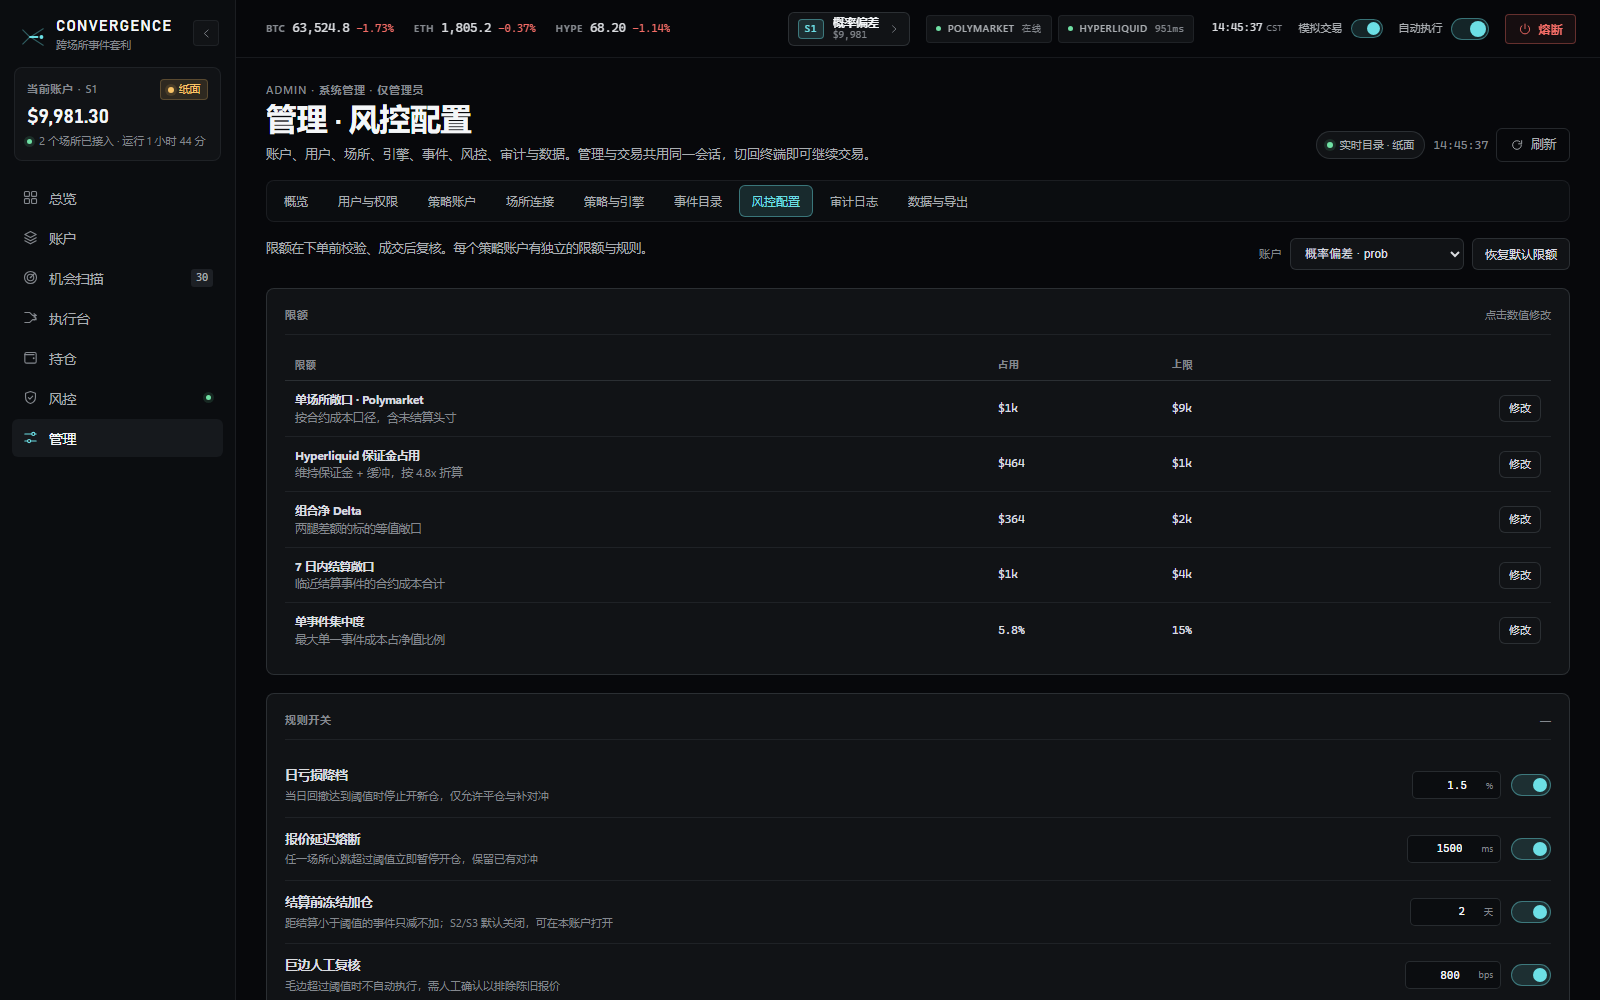 CONVERGENCE
跨场所事件套利
当前账户 · S1
纸面
$9,981.30
2 个场所已接入 · 运行 1 小时 44 分
总览
账户
机会扫描
30
执行台
持仓
风控
管理
BTC 63,524.8 -1.73% ETH 1,805.2 -0.37% HYPE 68.20 -1.14%
S1 概率偏差
$9,981
POLYMARKET 在线
HYPERLIQUID 951ms
14:45:37 CST
模拟交易
自动执行
熔断
ADMIN · 系统管理 · 仅管理员
管理 · 风控配置
账户、用户、场所、引擎、事件、风控、审计与数据。管理与交易共用同一会话，切回终端即可继续交易。
实时目录 · 纸面
14:45:37
刷新
概览 用户与权限 策略账户 场所连接 策略与引擎 事件目录 风控配置 审计日志 数据与导出
限额在下单前校验、成交后复核。每个策略账户有独立的限额与规则。
账户
概率偏差 · prob
恢复默认限额
限额
点击数值修改
限额 占用 上限
单场所敞口 · Polymarket
按合约成本口径，含未结算头寸
$1k $9k 修改
Hyperliquid 保证金占用
维持保证金 + 缓冲，按 4.8x 折算
$464 $1k 修改
组合净 Delta
两腿差额的标的等值敞口
$364 $2k 修改
7 日内结算敞口
临近结算事件的合约成本合计
$1k $4k 修改
单事件集中度
最大单一事件成本占净值比例
5.8% 15% 修改
规则开关
—
日亏损降档
当日回撤达到阈值时停止开新仓，仅允许平仓与补对冲
1.5 %
报价延迟熔断
任一场所心跳超过阈值立即暂停开仓，保留已有对冲
1500 ms
结算前冻结加仓
距结算小于阈值的事件只减不加；S2/S3 默认关闭，可在本账户打开
2 天
巨边人工复核
毛边超过阈值时不自动执行，需人工确认以排除陈旧报价
800 bps